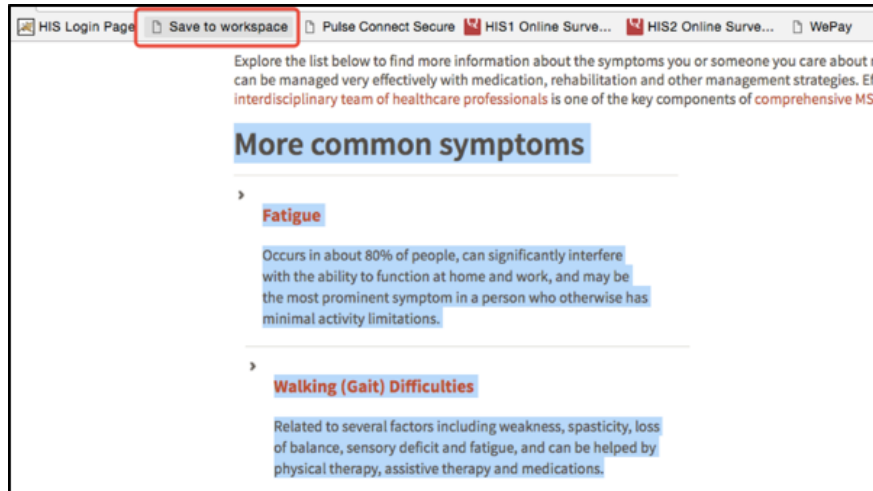 HIS Login Page Save to workspace Pulse Connect Secure HIS1 Online Surve... HIS2 Online Surve... WePay
Explore the list below to find more information about the symptoms you or someone you care about
can be managed very effectively with medication, rehabilitation and other management strategies.
interdisciplinary team of healthcare professionals is one of the key components of comprehensive MS
More common symptoms
Fatigue
Occurs in about 80% of people, can significantly interfere
with the ability to function at home and work, and may be
the most prominent symptom in a person who otherwise has
minimal activity limitations.
Walking (Gait) Difficulties
Related to several factors including weakness, spasticity, loss
of balance, sensory deficit and fatigue, and can be helped by
physical therapy, assistive therapy and medications.